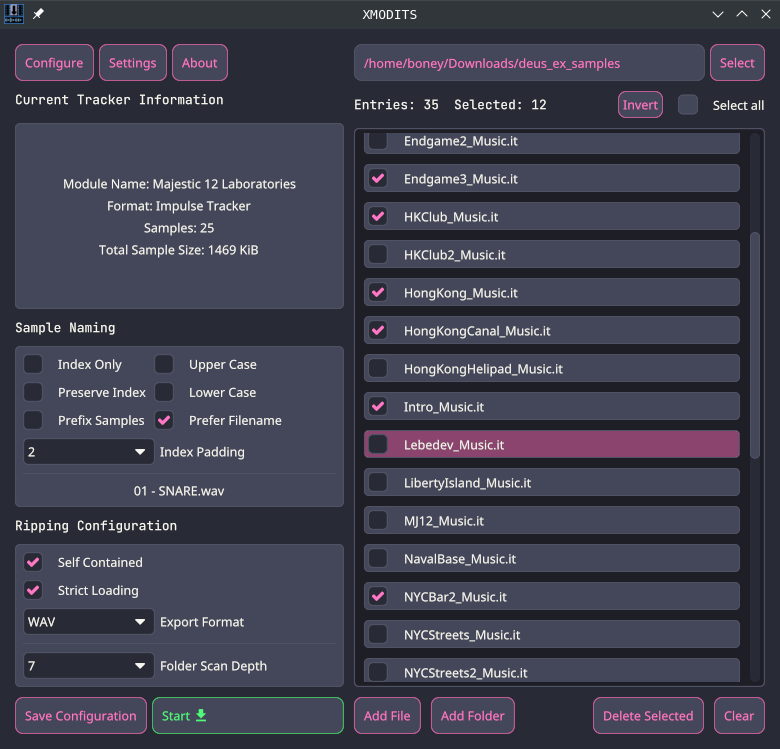 XMODITS
Configure Settings About
/home/boney/Downloads/deus_ex_samples Select
Current Tracker Information
Entries: 35 Selected: 12 Invert Select all
Module Name: Majestic 12 Laboratories
Format: Impulse Tracker
Samples: 25
Total Sample Size: 1469 KiB
Sample Naming
Index Only Upper Case
Preserve Index Lower Case
Prefix Samples Prefer Filename
2 Index Padding
01 - SNARE.wav
Ripping Configuration
Self Contained
Strict Loading
WAV Export Format
7 Folder Scan Depth
Save Configuration Start
Endgame2_Music.it
Endgame3_Music.it
HKClub_Music.it
HKClub2_Music.it
HongKong_Music.it
HongKongCanal_Music.it
HongKongHelipad_Music.it
Intro_Music.it
Lebedev_Music.it
LibertyIsland_Music.it
MJ12_Music.it
NavalBase_Music.it
NYCBar2_Music.it
NYCStreets_Music.it
NYCStreets2_Music.it
Add File Add Folder Delete Selected Clear